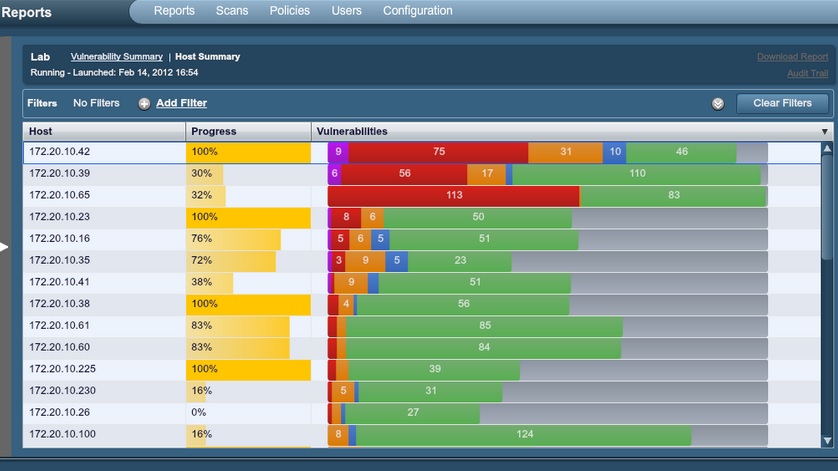 Reports Reports Scans Policies Users Configuration
Lab Vulnerability Summary | Host Summary Download Report
Running - Launched: Feb 14, 2012 16:54 Audit Trail
Filters No Filters Add Filter Clear Filters
Host Progress Vulnerabilities
172.20.10.42 100% 9 75 31 10 46
172.20.10.39 30% 6 56 17 110
172.20.10.65 32% 113 83
172.20.10.23 100% 8 6 50
172.20.10.16 76% 5 6 5 51
172.20.10.35 72% 3 9 5 23
172.20.10.41 38% 9 51
172.20.10.38 100% 4 56
172.20.10.61 83% 85
172.20.10.60 83% 84
172.20.10.225 100% 39
172.20.10.230 16% 5 31
172.20.10.26 0% 27
172.20.10.100 16% 8 124